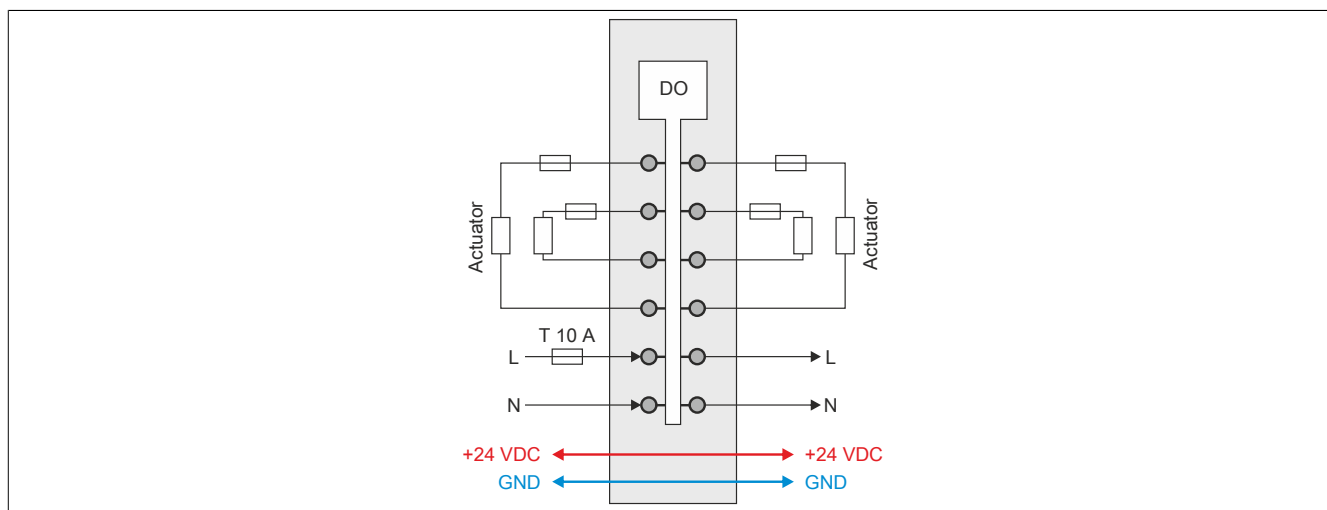 DO
Actuator
Actuator
T 10 A
L
L
N
N
+24 VDC
+24 VDC
GND
GND